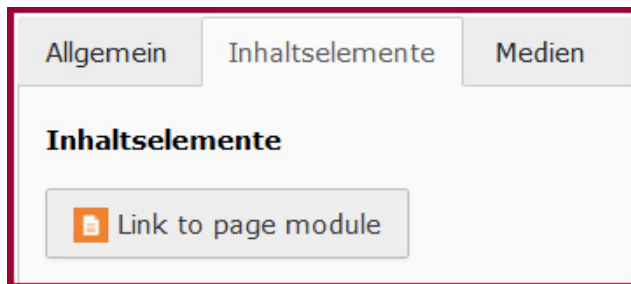 Allgemein Inhaltselemente Medien
Inhaltselemente
Link to page module